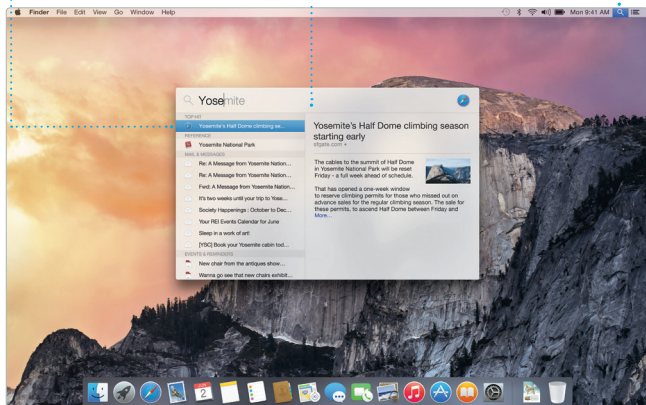 Finder File Edit View Go Window Help
Mon 9:41 AM
Yosemite
TOP HIT
Yosemite's Half Dome climbing se...
REFERENCE
Yosemite National Park
MAIL & MESSAGES
Re: A Message from Yosemite Nation...
Re: A Message from Yosemite Nation...
Fwd: A Message from Yosemite Nation...
It's two weeks until your trip to Yose...
Society Happenings : October to Dec...
Your REI Events Calendar for June
Sleep in a work of art!
[YSC] Book your Yosemite cabin tod...
EVENTS & REMINDERS
New chair from the antiques show...
Wanna go see that new chairs exhibit...
Yosemite's Half Dome climbing season
starting early
sfgate.com
The cables to the summit of Half Dome
in Yosemite National Park will be reset
Friday - a full week ahead of schedule.
That has opened a one-week window
to reserve climbing permits for those who missed out on
advance sales for the regular climbing season. The sale for
these permits, to ascend Half Dome between Friday and
More...
JUN
2